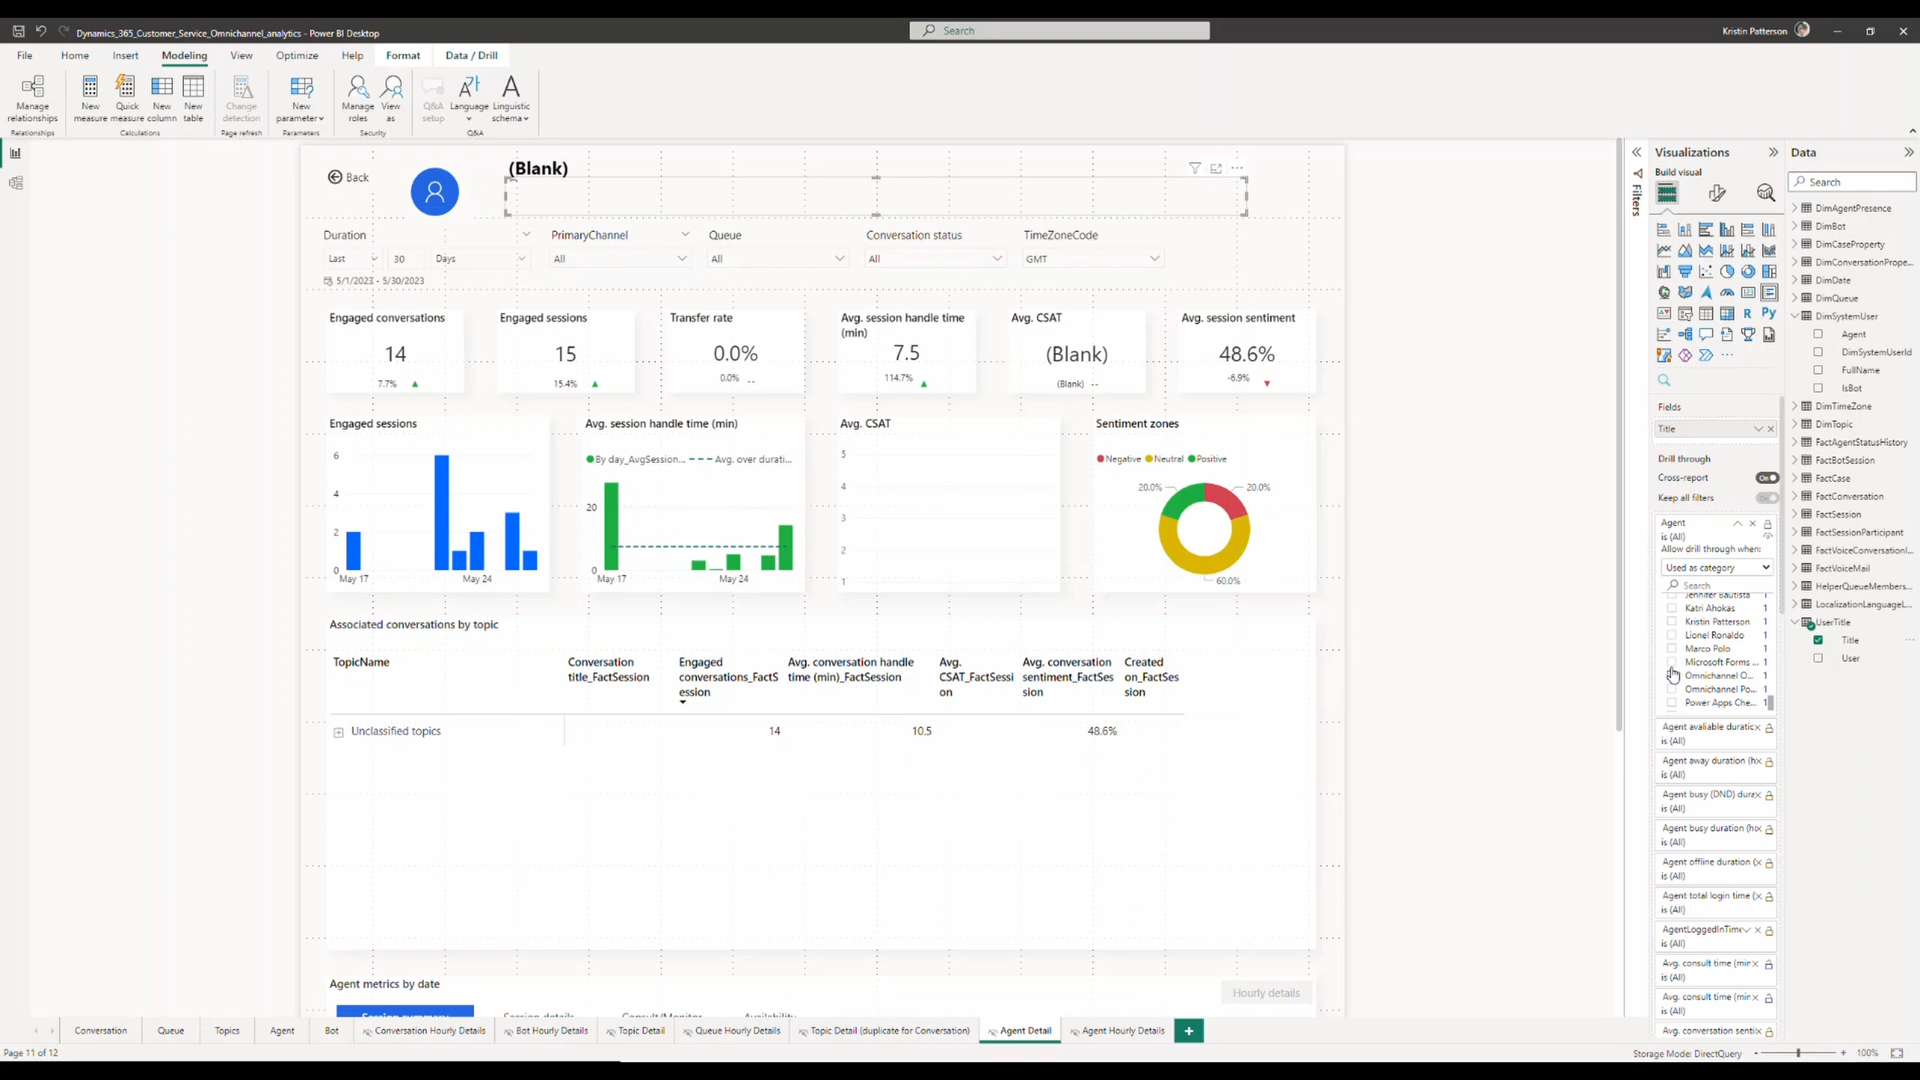 Dynamics_365_Customer_Service_Omnichannel_analytics - Power BI Desktop
Search
Kristin Patterson
File Home Insert Modeling View Optimize Help Format Data / Drill
Manage relationships
New measure
Quick measure
New column
New table
Change detection
New parameter
Manage roles
View as
Q&A setup
Language
Linguistic schema
Relationships Calculations Page refresh Parameters Security Q&A
Back
(Blank)
Duration PrimaryChannel Queue Conversation status TimeZoneCode
Last 30 Days All All All GMT
5/1/2023 - 5/30/2023
Engaged conversations
14
7.7%
Engaged sessions
15
15.4%
Transfer rate
0.0%
0.0% --
Avg. session handle time (min)
7.5
114.7%
Avg. CSAT
(Blank)
(Blank) --
Avg. session sentiment
48.6%
-6.9%
Engaged sessions
6
4
2
0
May 17 May 24
Avg. session handle time (min)
By day_AvgSession... Avg. over durati...
20
0
May 17 May 24
Avg. CSAT
5
4
3
2
1
Sentiment zones
Negative Neutral Positive
20.0% 20.0%
60.0%
Associated conversations by topic
TopicName
Conversation title_FactSession
Engaged conversations_FactSession
Avg. conversation handle time (min)_FactSession
Avg. CSAT_FactSession
Avg. conversation sentiment_FactSession
Created on_FactSession
Unclassified topics 14 10.5 48.6%
Agent metrics by date
Hourly details
Session summary Session details Consult/Monitor Availability
Conversation Queue Topics Agent Bot Conversation Hourly Details Bot Hourly Details Topic Detail Queue Hourly Details Topic Detail (duplicate for Conversation) Agent Detail Agent Hourly Details +
Page 11 of 12
Storage Mode: DirectQuery - + 100%
Filters
Visualizations
Build visual
R Py
Fields
Title
Drill through
Cross-report On
Keep all filters
Agent
is (All)
Allow drill through when:
Used as category
Search
Jennifer Bautista 1
Katri Ahokas 1
Kristin Patterson 1
Lionel Ronaldo 1
Marco Polo 1
Microsoft Forms ... 1
Omnichannel O... 1
Omnichannel Po... 1
Power Apps Che... 1
Agent avaliable duratic
is (All)
Agent away duration (h
is (All)
Agent busy (DND) dura
is (All)
Agent busy duration (h
is (All)
Agent offline duration (
is (All)
Agent total login time (
is (All)
AgentLoggedInTime
is (All)
Avg. consult time (min
is (All)
Avg. consult time (min
is (All)
Avg. conversation senti
Data
Search
DimAgentPresence
DimBot
DimCaseProperty
DimConversationPrope...
DimDate
DimQueue
DimSystemUser
Agent
DimSystemUserId
FullName
IsBot
DimTimeZone
DimTopic
FactAgentStatusHistory
FactBotSession
FactCase
FactConversation
FactSession
FactSessionParticipant
FactVoiceConversationI...
FactVoiceMail
HelperQueueMembers...
LocalizationLanguageL...
UserTitle
Title
User